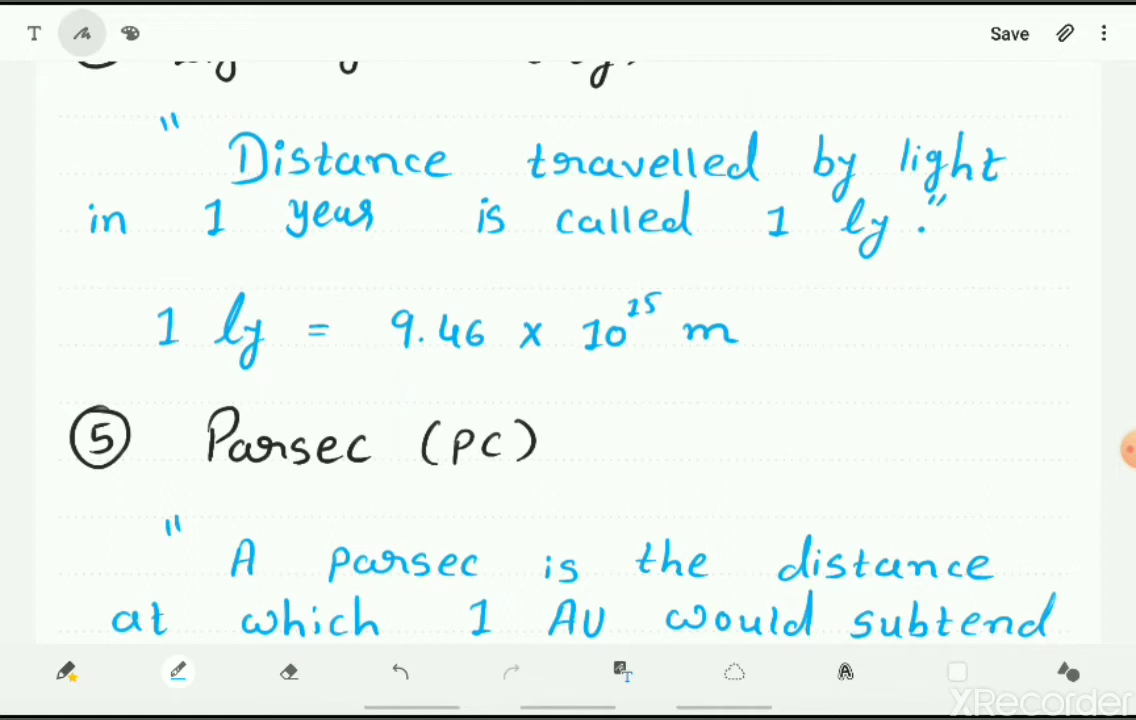 T Save
" Distance travelled by light
in 1 year is called 1 ly."
1 ly = 9.46 x 10^15 m
5 Parsec (PC)
" A parsec is the distance
at which 1 AU would subtend
T A
XRecorder